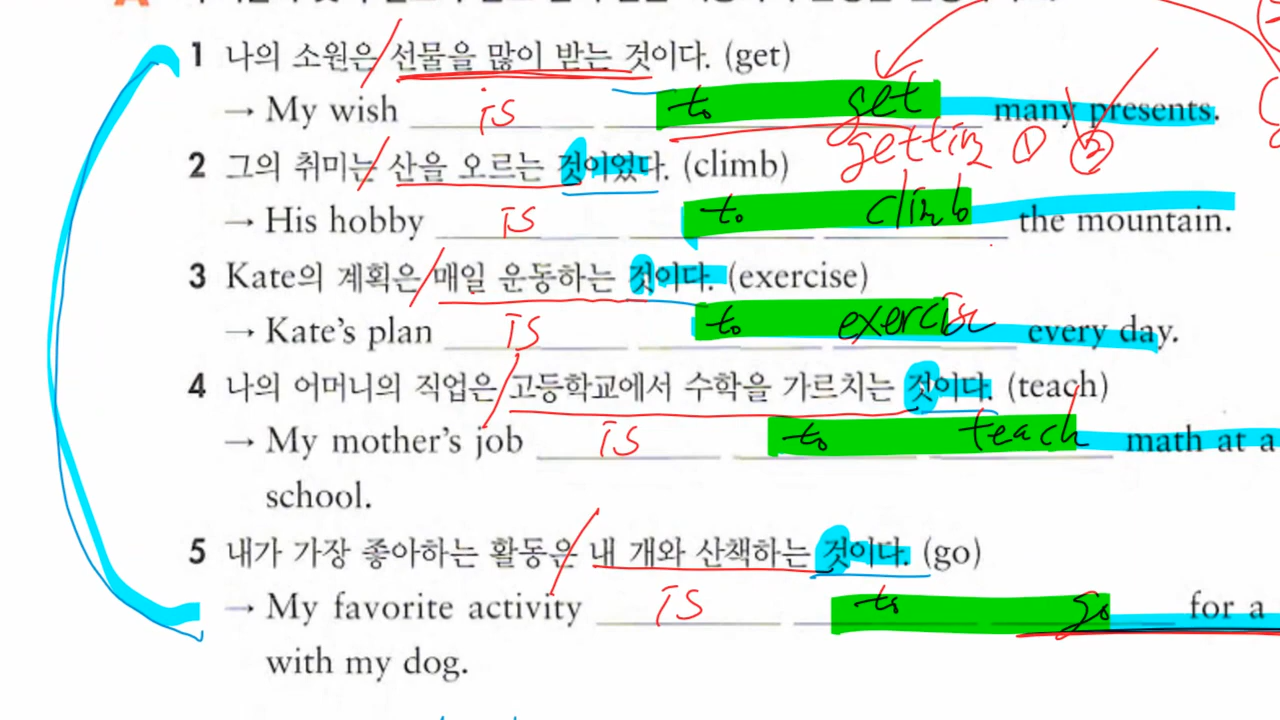 1 나의 소원은 선물을 많이 받는 것이다. (get)
→ My wish is to get many presents.
getting ① ②
2 그의 취미는 산을 오르는 것이었다. (climb)
→ His hobby is to climb the mountain.
3 Kate의 계획은 매일 운동하는 것이다. (exercise)
→ Kate's plan is to exercise every day.
4 나의 어머니의 직업은 고등학교에서 수학을 가르치는 것이다. (teach)
→ My mother's job is to teach math at a
school.
5 내가 가장 좋아하는 활동은 내 개와 산책하는 것이다. (go)
→ My favorite activity is to go for a
with my dog.